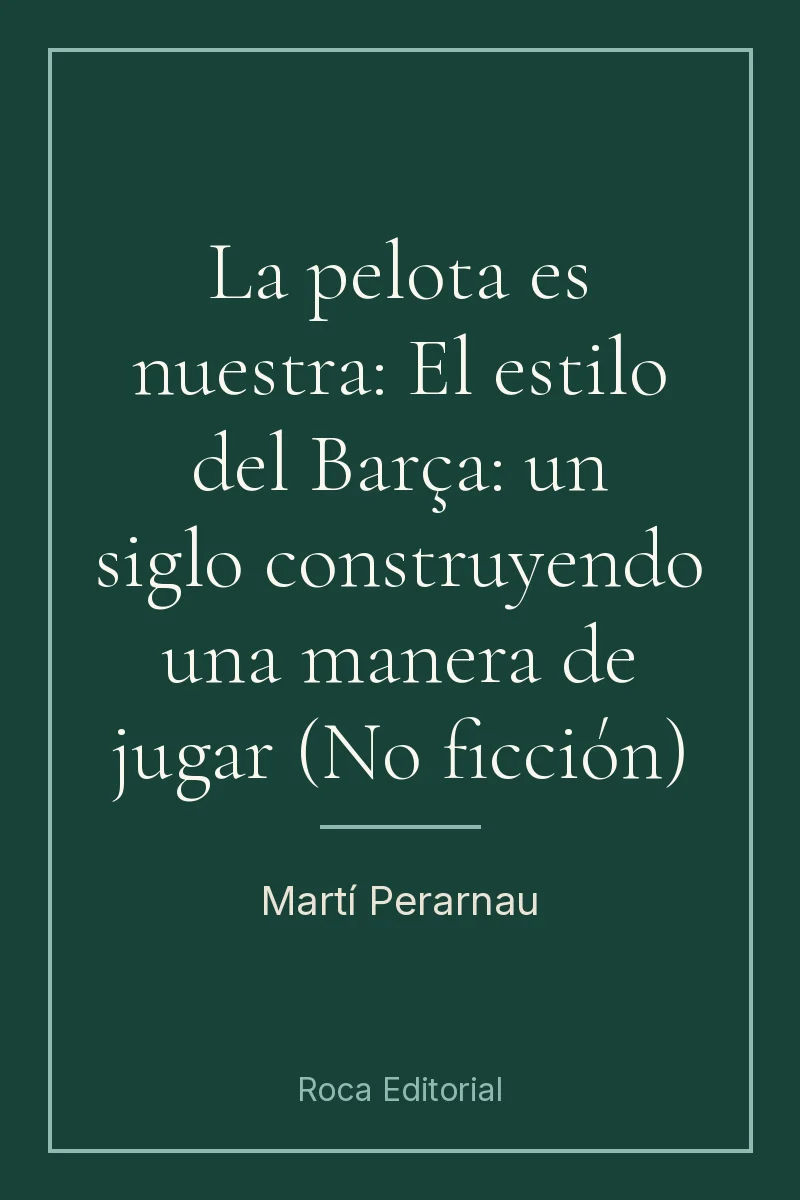 La pelota es
nuestra: El estilo
del Barça: un
siglo construyendo
una manera de
jugar (No ficción)
Martí Perarnau
Roca Editorial